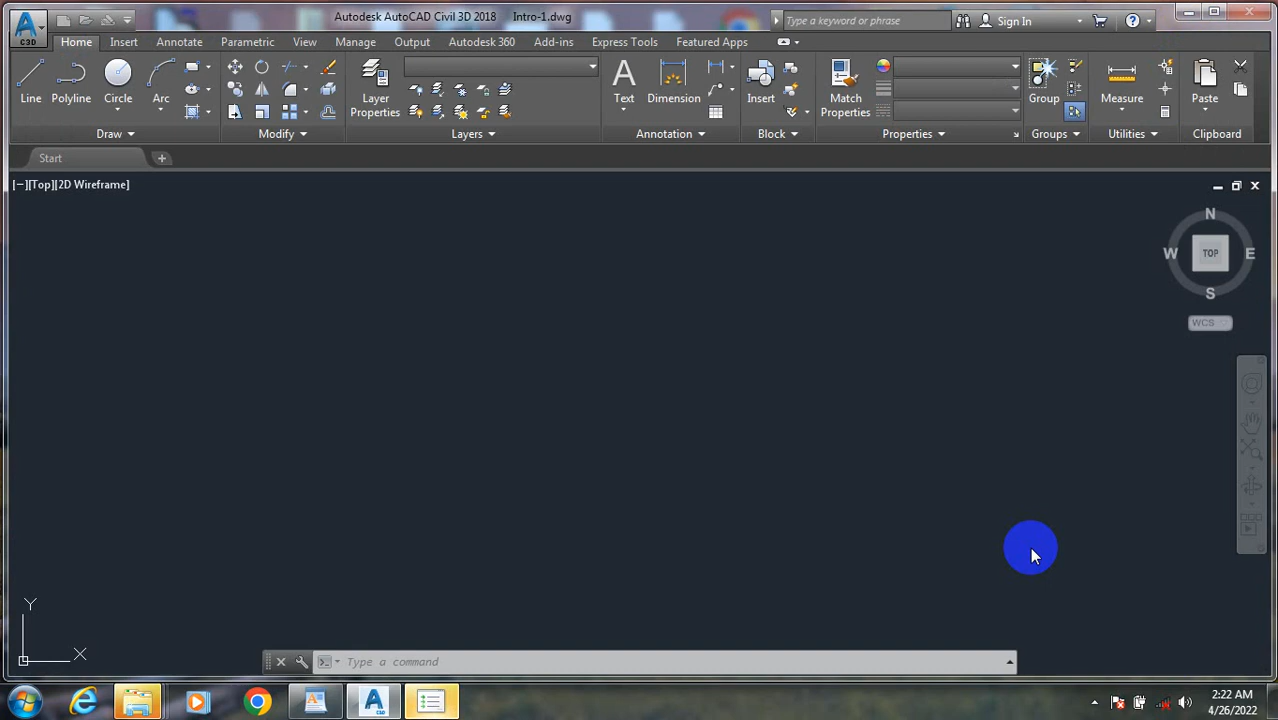 Autodesk AutoCAD Civil 3D 2018 Intro-1.dwg
Type a keyword or phrase
Sign In
C3D
Home Insert Annotate Parametric View Manage Output Autodesk 360 Add-ins Express Tools Featured Apps
Line Polyline Circle Arc
Layer Properties
Text Dimension
Insert
Match Properties
Group
Measure
Paste
Draw Modify Layers Annotation Block Properties Groups Utilities Clipboard
Start
[−][Top][2D Wireframe]
N
W TOP E
S
WCS
Y
X
Type a command
C3D
2:22 AM
4/26/2022